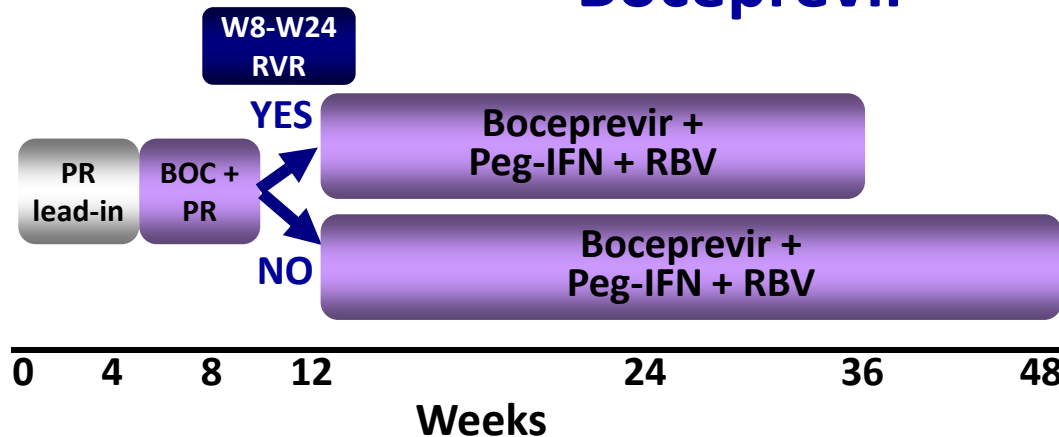 Boceprevir
W8-W24
RVR
YES
Boceprevir +
Peg-IFN + RBV
PR
lead-in
BOC +
PR
NO
Boceprevir +
Peg-IFN + RBV
0 4 8 12 24 36 48
Weeks